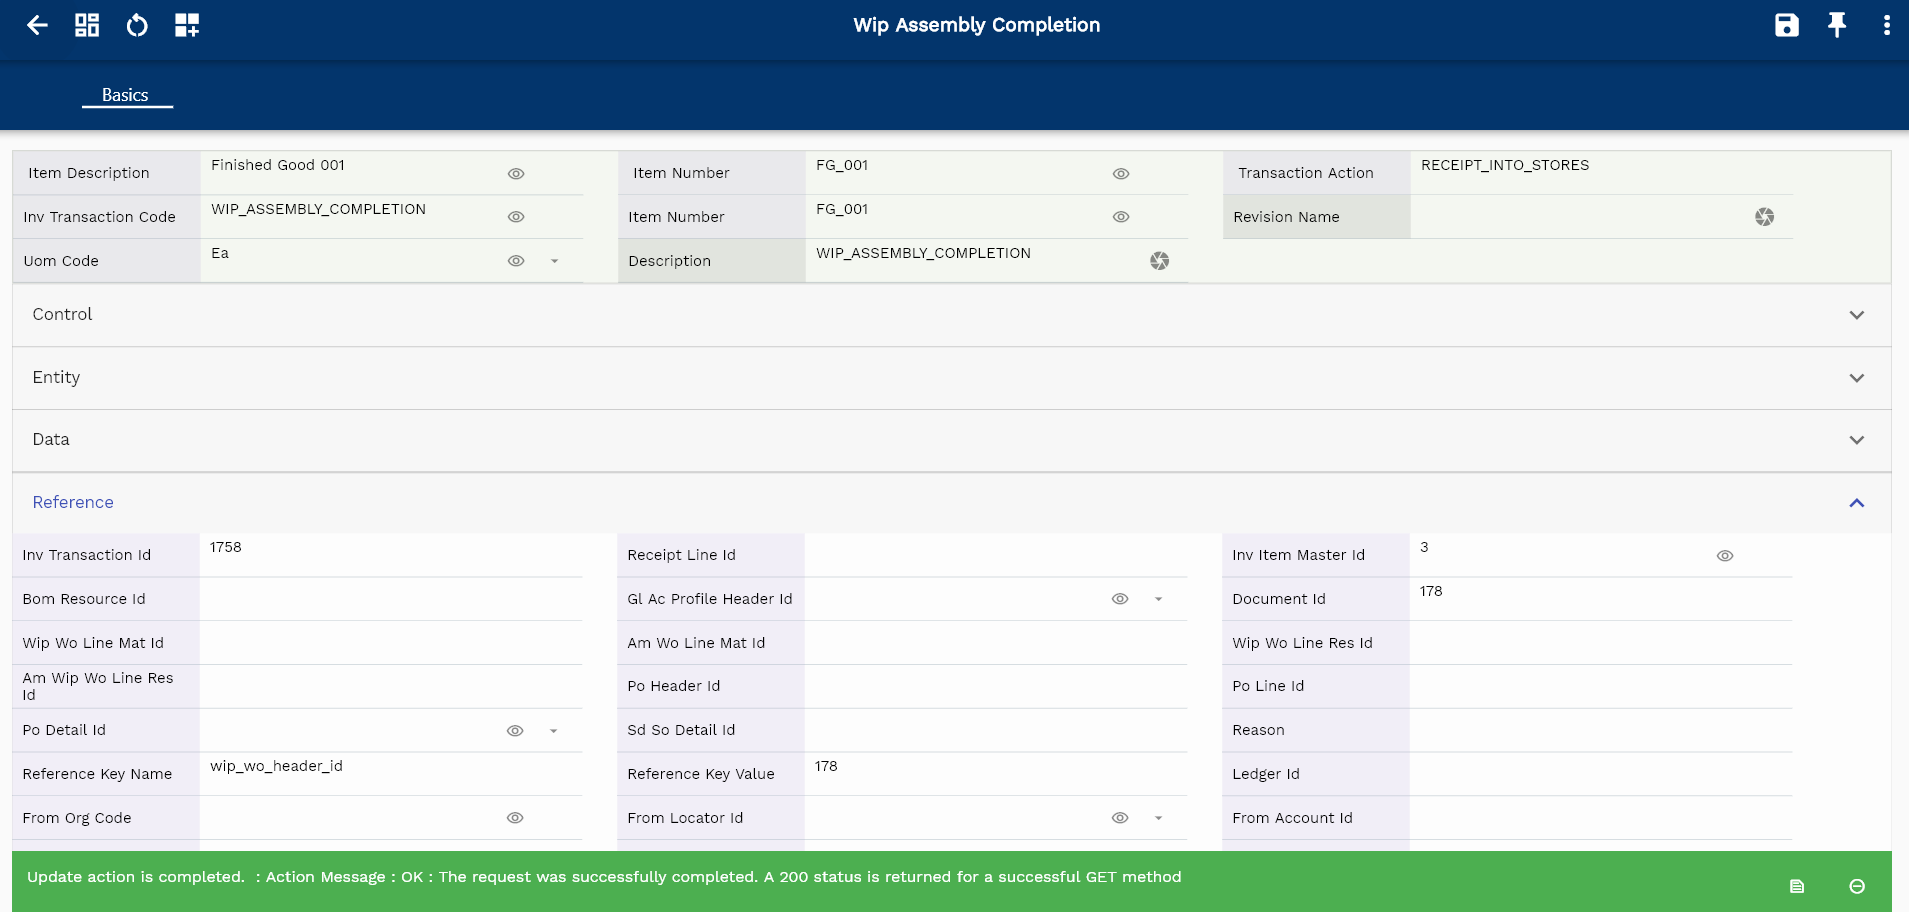 Wip Assembly Completion
Basics
Item Description Finished Good 001 Item Number FG_001 Transaction Action RECEIPT_INTO_STORES
Inv Transaction Code WIP_ASSEMBLY_COMPLETION Item Number FG_001 Revision Name
Uom Code Ea Description WIP_ASSEMBLY_COMPLETION
Control
Entity
Data
Reference
Inv Transaction Id 1758 Receipt Line Id Inv Item Master Id 3
Bom Resource Id Gl Ac Profile Header Id Document Id 178
Wip Wo Line Mat Id Am Wo Line Mat Id Wip Wo Line Res Id
Am Wip Wo Line Res
Id
Po Header Id Po Line Id
Po Detail Id Sd So Detail Id Reason
Reference Key Name wip_wo_header_id Reference Key Value 178 Ledger Id
From Org Code From Locator Id From Account Id
Update action is completed.  : Action Message : OK : The request was successfully completed. A 200 status is returned for a successful GET method